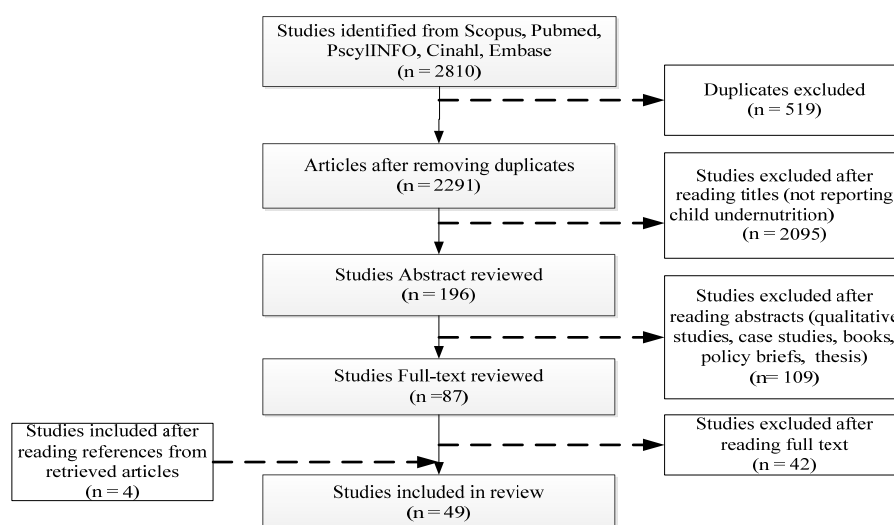 Studies identified from Scopus, Pubmed,
PscylINFO, Cinahl, Embase
(n = 2810)
Duplicates excluded
(n = 519)
Articles after removing duplicates
(n = 2291)
Studies excluded after
reading titles (not reporting
child undernutrition)
(n = 2095)
Studies Abstract reviewed
(n = 196)
Studies excluded after
reading abstracts (qualitative
studies, case studies, books,
policy briefs, thesis)
(n= 109)
Studies Full-text reviewed
(n =87)
Studies excluded after
reading full text
(n = 42)
Studies included after
reading references from
retrieved articles
(n = 4)
Studies included in review
(n = 49)